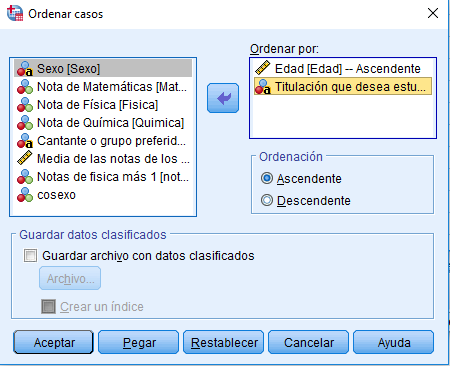 Ordenar casos
Ordenar por:
Sexo [Sexo]
Nota de Matemáticas [Mat...
Nota de Física [Fisica]
Nota de Química [Quimica]
Cantante o grupo preferid...
Media de las notas de los ...
Notas de fisica más 1 [not...
cosexo
Edad [Edad] -- Ascendente
Titulación que desea estu...
Ordenación
Ascendente
Descendente
Guardar datos clasificados
Guardar archivo con datos clasificados
Archivo...
Crear un índice
Aceptar
Pegar
Restablecer
Cancelar
Ayuda